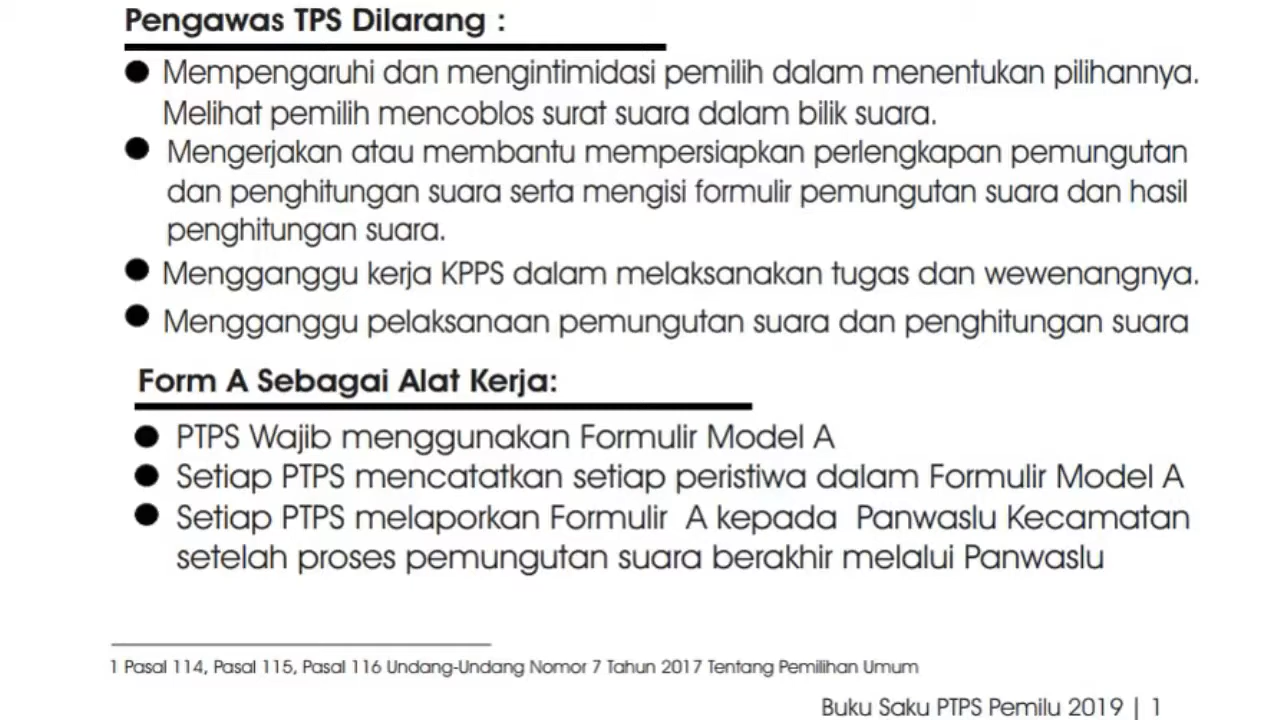 Pengawas TPS Dilarang :
● Mempengaruhi dan mengintimidasi pemilih dalam menentukan pilihannya.
Melihat pemilih mencoblos surat suara dalam bilik suara.
● Mengerjakan atau membantu mempersiapkan perlengkapan pemungutan
dan penghitungan suara serta mengisi formulir pemungutan suara dan hasil
penghitungan suara.
● Mengganggu kerja KPPS dalam melaksanakan tugas dan wewenangnya.
● Mengganggu pelaksanaan pemungutan suara dan penghitungan suara
Form A Sebagai Alat Kerja:
● PTPS Wajib menggunakan Formulir Model A
● Setiap PTPS mencatatkan setiap peristiwa dalam Formulir Model A
● Setiap PTPS melaporkan Formulir A kepada Panwaslu Kecamatan
setelah proses pemungutan suara berakhir melalui Panwaslu
1 Pasal 114, Pasal 115, Pasal 116 Undang-Undang Nomor 7 Tahun 2017 Tentang Pemilihan Umum
Buku Saku PTPS Pemilu 2019 | 1